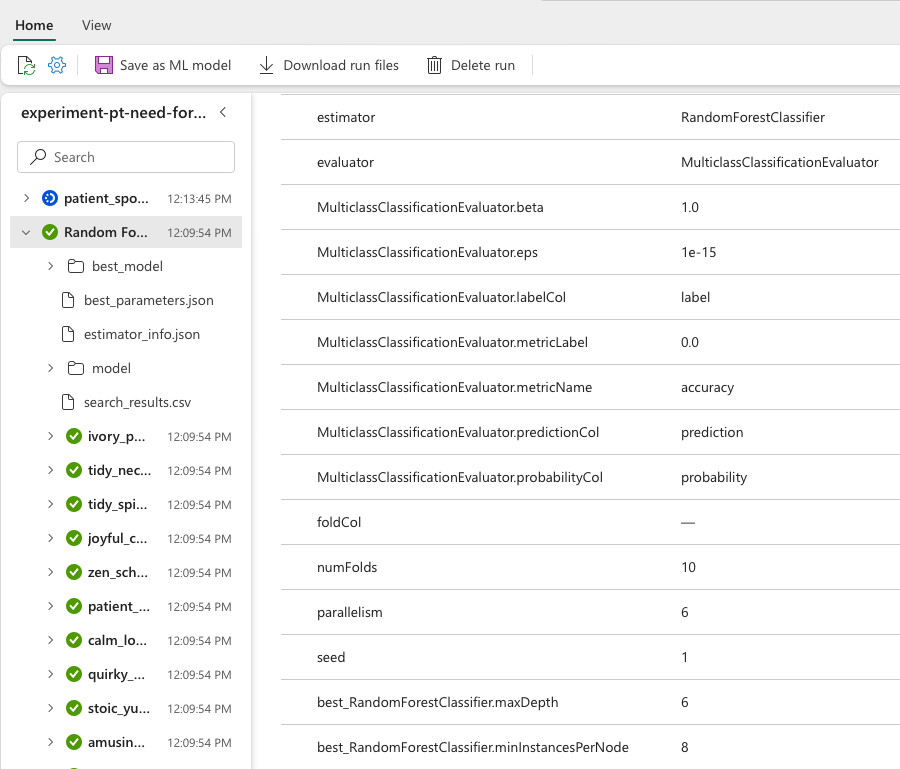 Home View
Save as ML model Download run files Delete run
experiment-pt-need-for...
Search
patient_spo... 12:13:45 PM
Random Fo... 12:09:54 PM
best_model
best_parameters.json
estimator_info.json
model
search_results.csv
ivory_p... 12:09:54 PM
tidy_nec... 12:09:54 PM
tidy_spi... 12:09:54 PM
joyful_c... 12:09:54 PM
zen_sch... 12:09:54 PM
patient_... 12:09:54 PM
calm_lo... 12:09:54 PM
quirky_... 12:09:54 PM
stoic_yu... 12:09:54 PM
amusin... 12:09:54 PM
estimator RandomForestClassifier
evaluator MulticlassClassificationEvaluator
MulticlassClassificationEvaluator.beta 1.0
MulticlassClassificationEvaluator.eps 1e-15
MulticlassClassificationEvaluator.labelCol label
MulticlassClassificationEvaluator.metricLabel 0.0
MulticlassClassificationEvaluator.metricName accuracy
MulticlassClassificationEvaluator.predictionCol prediction
MulticlassClassificationEvaluator.probabilityCol probability
foldCol —
numFolds 10
parallelism 6
seed 1
best_RandomForestClassifier.maxDepth 6
best_RandomForestClassifier.minInstancesPerNode 8